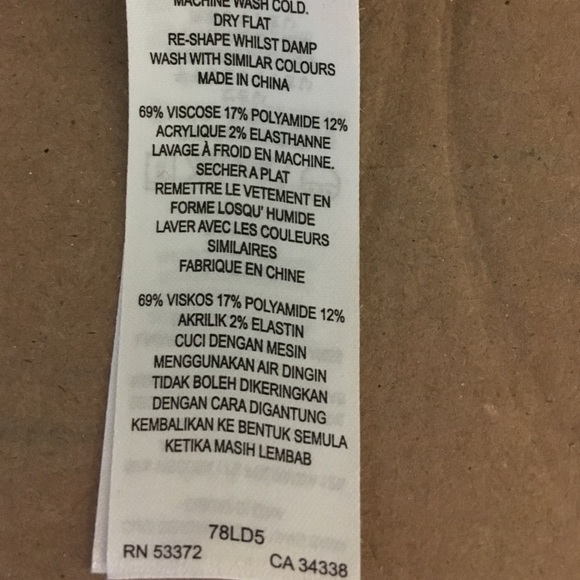 MACHINE WASH COLD.
DRY FLAT
RE-SHAPE WHILST DAMP
WASH WITH SIMILAR COLOURS
MADE IN CHINA
69% VISCOSE 17% POLYAMIDE 12%
ACRYLIQUE 2% ELASTHANNE
LAVAGE À FROID EN MACHINE.
SECHER A PLAT
REMETTRE LE VETEMENT EN
FORME LOSQU' HUMIDE
LAVER AVEC LES COULEURS
SIMILAIRES
FABRIQUE EN CHINE
69% VISKOS 17% POLYAMIDE 12%
AKRILIK 2% ELASTIN
CUCI DENGAN MESIN
MENGGUNAKAN AIR DINGIN
TIDAK BOLEH DIKERINGKAN
DENGAN CARA DIGANTUNG
KEMBALIKAN KE BENTUK SEMULA
KETIKA MASIH LEMBAB
78LD5
RN 53372 CA 34338